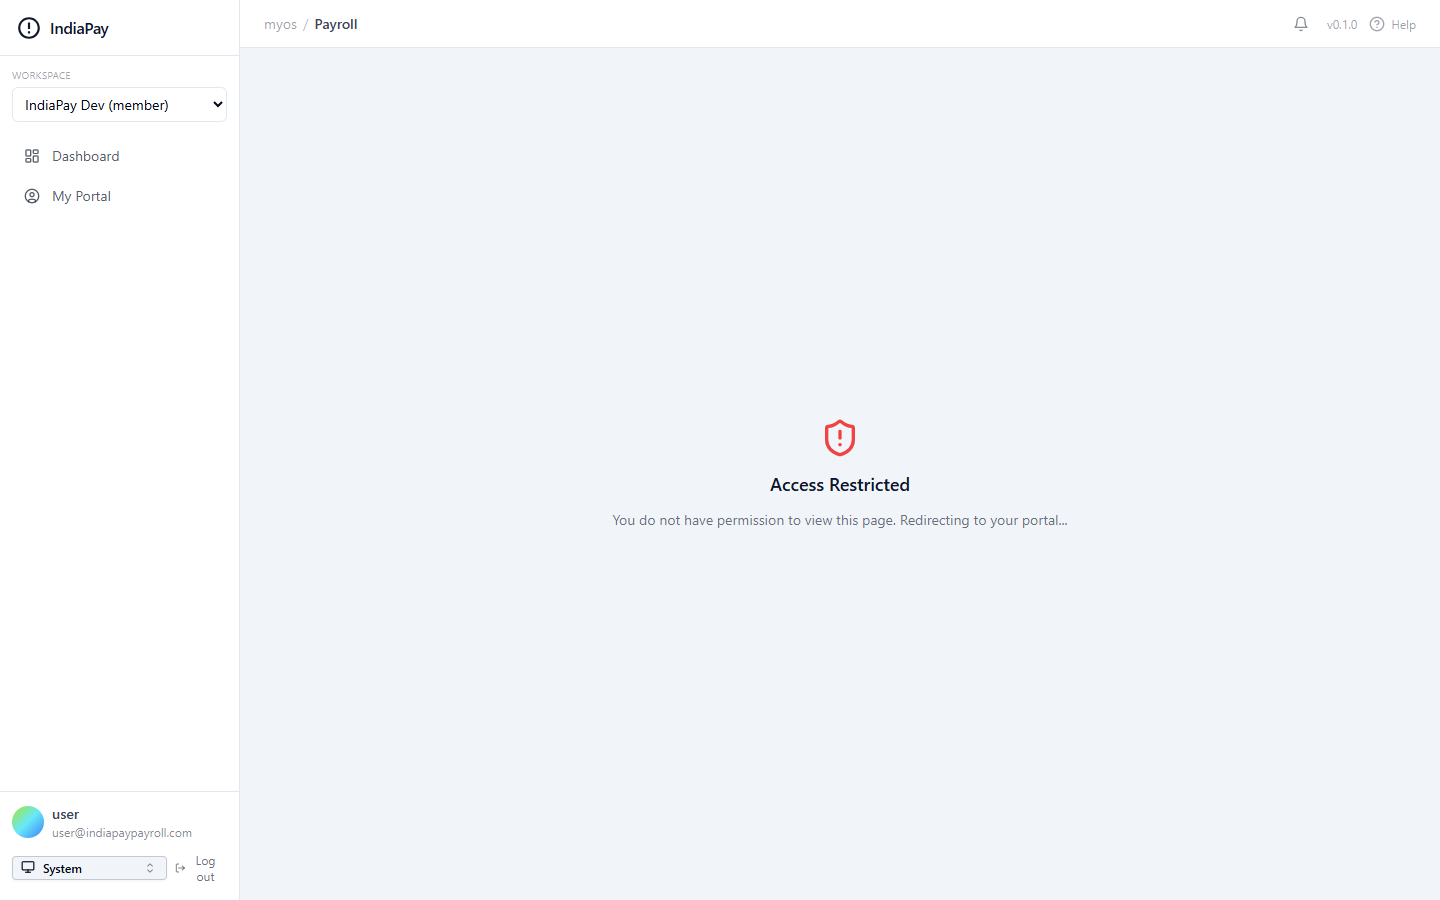 IndiaPay
WORKSPACE
IndiaPay Dev (member)
Dashboard
My Portal
user
user@indiapaypayroll.com
System
Log
out
myos / Payroll
v0.1.0
Help
Access Restricted
You do not have permission to view this page. Redirecting to your portal...